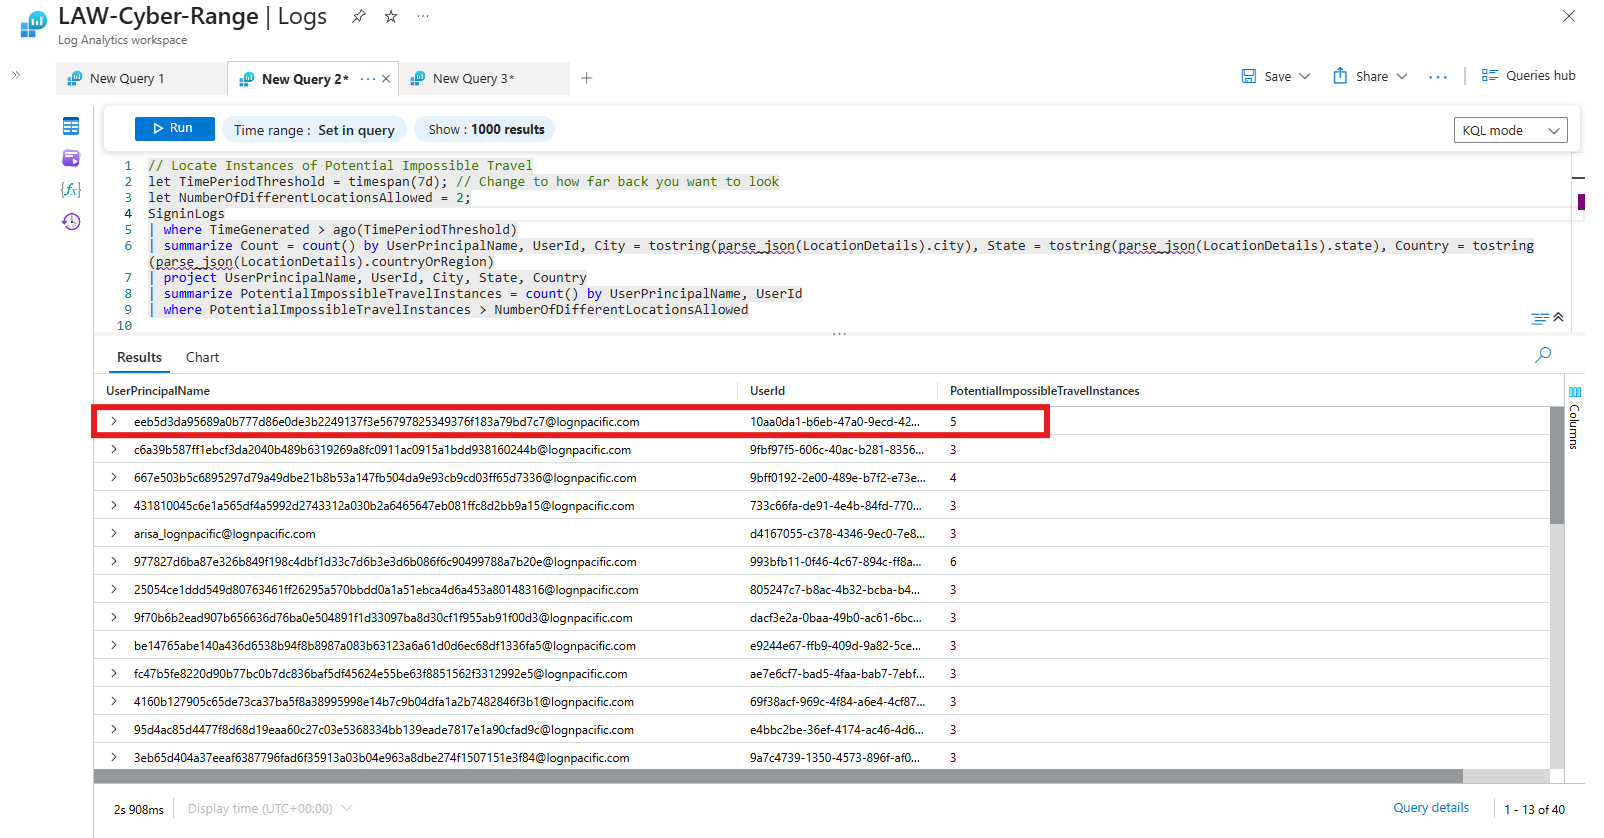 LAW-Cyber-Range | Logs
Log Analytics workspace
New Query 1
New Query 2*
New Query 3*
Save
Share
Queries hub
Run
Time range : Set in query
Show : 1000 results
KQL mode
1 // Locate Instances of Potential Impossible Travel
2 let TimePeriodThreshold = timespan(7d); // Change to how far back you want to look
3 let NumberOfDifferentLocationsAllowed = 2;
4 SigninLogs
5 | where TimeGenerated > ago(TimePeriodThreshold)
6 | summarize Count = count() by UserPrincipalName, UserId, City = tostring(parse_json(LocationDetails).city), State = tostring(parse_json(LocationDetails).state), Country = tostring
(parse_json(LocationDetails).countryOrRegion)
7 | project UserPrincipalName, UserId, City, State, Country
8 | summarize PotentialImpossibleTravelInstances = count() by UserPrincipalName, UserId
9 | where PotentialImpossibleTravelInstances > NumberOfDifferentLocationsAllowed
10
Results Chart
UserPrincipalName UserId PotentialImpossibleTravelInstances
Columns
eeb5d3da95689a0b777d86e0de3b2249137f3e56797825349376f183a79bd7c7@lognpacific.com 10aa0da1-b6eb-47a0-9ecd-42... 5
c6a39b587ff1ebcf3da2040b489b6319269a8fc0911ac0915a1bdd938160244b@lognpacific.com 9fbf97f5-606c-40ac-b281-8356... 3
667e503b5c6895297d79a49dbe21b8b53a147fb504da9e93cb9cd03ff65d7336@lognpacific.com 9bff0192-2e00-489e-b7f2-e73e... 4
431810045c6e1a565df4a5992d2743312a030b2a6465647eb081ffc8d2bb9a15@lognpacific.com 733c66fa-de91-4e4b-84fd-770... 3
arisa_lognpacific@lognpacific.com d4167055-c378-4346-9ec0-7e8... 3
977827d6ba87e326b849f198c4dbf1d33c7d6b3e3d6b086f6c90499788a7b20e@lognpacific.com 993bfb11-0f46-4c67-894c-ff8a... 6
25054ce1ddd549d80763461ff26295a570bbdd0a1a51ebca4d6a453a80148316@lognpacific.com 805247c7-b8ac-4b32-bcba-b4... 3
9f70b6b2ead907b656636d76ba0e504891f1d33097ba8d30cf1f955ab91f00d3@lognpacific.com dacf3e2a-0baa-49b0-ac61-6bc... 3
be14765abe140a436d6538b94f8b8987a083b63123a6a61d0d6ec68df1336fa5@lognpacific.com e9244e67-ffb9-409d-9a82-5ce... 3
fc47b5fe8220d90b77bc0b7dc836baf5df45624e55be63f8851562f3312992e5@lognpacific.com ae7e6cf7-bad5-4faa-bab7-7ebf... 3
4160b127905c65de73ca37ba5f8a38995998e14b7c9b04dfa1a2b7482846f3b1@lognpacific.com 69f38acf-969c-4f84-a6e4-4cf87... 3
95d4ac85d4477f8d68d19eaa60c27c03e5368334bb139eade7817e1a90cfad9c@lognpacific.com e4bbc2be-36ef-4174-ac46-4d6... 3
3eb65d404a37eeaf6387796fad6f35913a03b04e963a8dbe274f1507151e3f84@lognpacific.com 9a7c4739-1350-4573-896f-af0... 3
2s 908ms Display time (UTC+00:00) Query details 1 - 13 of 40